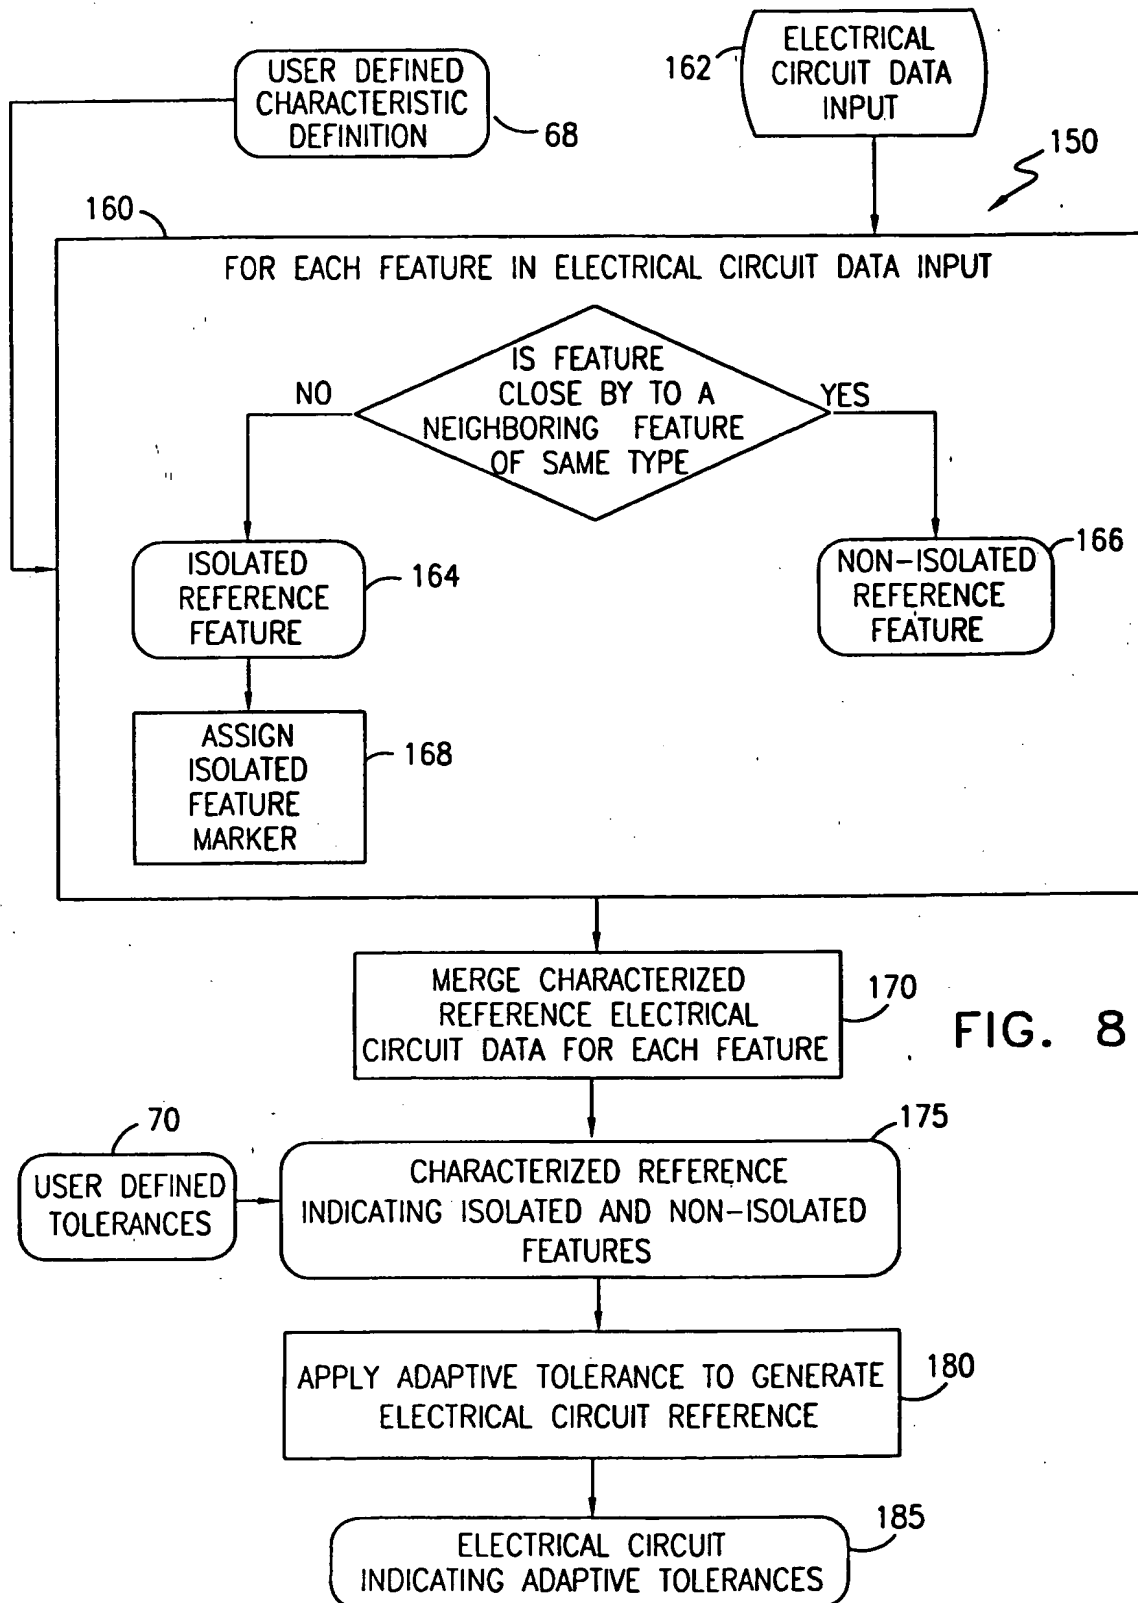 USER DEFINED
CHARACTERISTIC
DEFINITION
68
162
ELECTRICAL
CIRCUIT DATA
INPUT
150
160
FOR EACH FEATURE IN ELECTRICAL CIRCUIT DATA INPUT
IS FEATURE
CLOSE BY TO A
NEIGHBORING FEATURE
OF SAME TYPE
NO
YES
ISOLATED
REFERENCE
FEATURE
164
NON-ISOLATED
REFERENCE
FEATURE
166
ASSIGN
ISOLATED
FEATURE
MARKER
168
MERGE CHARACTERIZED
REFERENCE ELECTRICAL
CIRCUIT DATA FOR EACH FEATURE
170
FIG. 8
70
USER DEFINED
TOLERANCES
175
CHARACTERIZED REFERENCE
INDICATING ISOLATED AND NON-ISOLATED
FEATURES
APPLY ADAPTIVE TOLERANCE TO GENERATE
ELECTRICAL CIRCUIT REFERENCE
180
ELECTRICAL CIRCUIT
INDICATING ADAPTIVE TOLERANCES
185